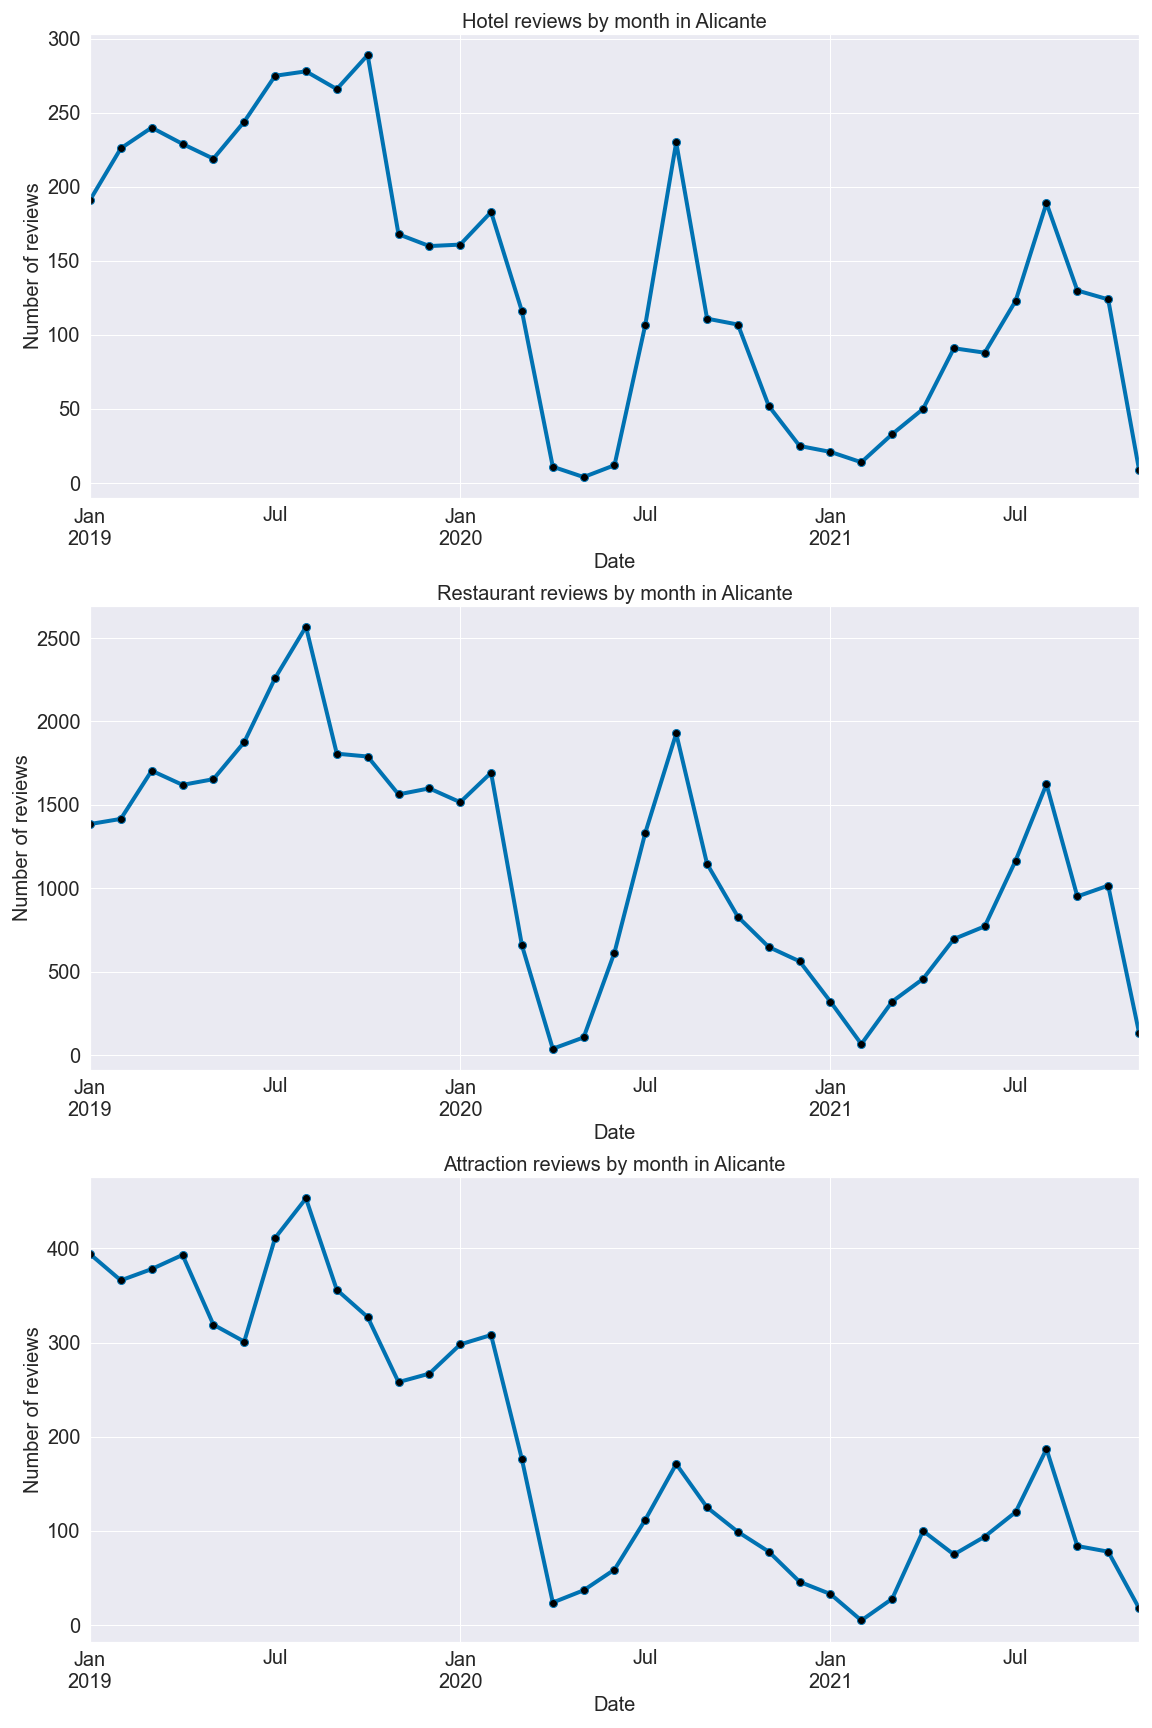 Hotel reviews by month in Alicante
300
250
200
150
100
50
0
Number of reviews
Jan Jul Jan Jul Jan Jul
2019 2020 2021
Date
Restaurant reviews by month in Alicante
2500
2000
1500
1000
500
0
Number of reviews
Jan Jul Jan Jul Jan Jul
2019 2020 2021
Date
Attraction reviews by month in Alicante
400
300
200
100
0
Number of reviews
Jan Jul Jan Jul Jan Jul
2019 2020 2021
Date